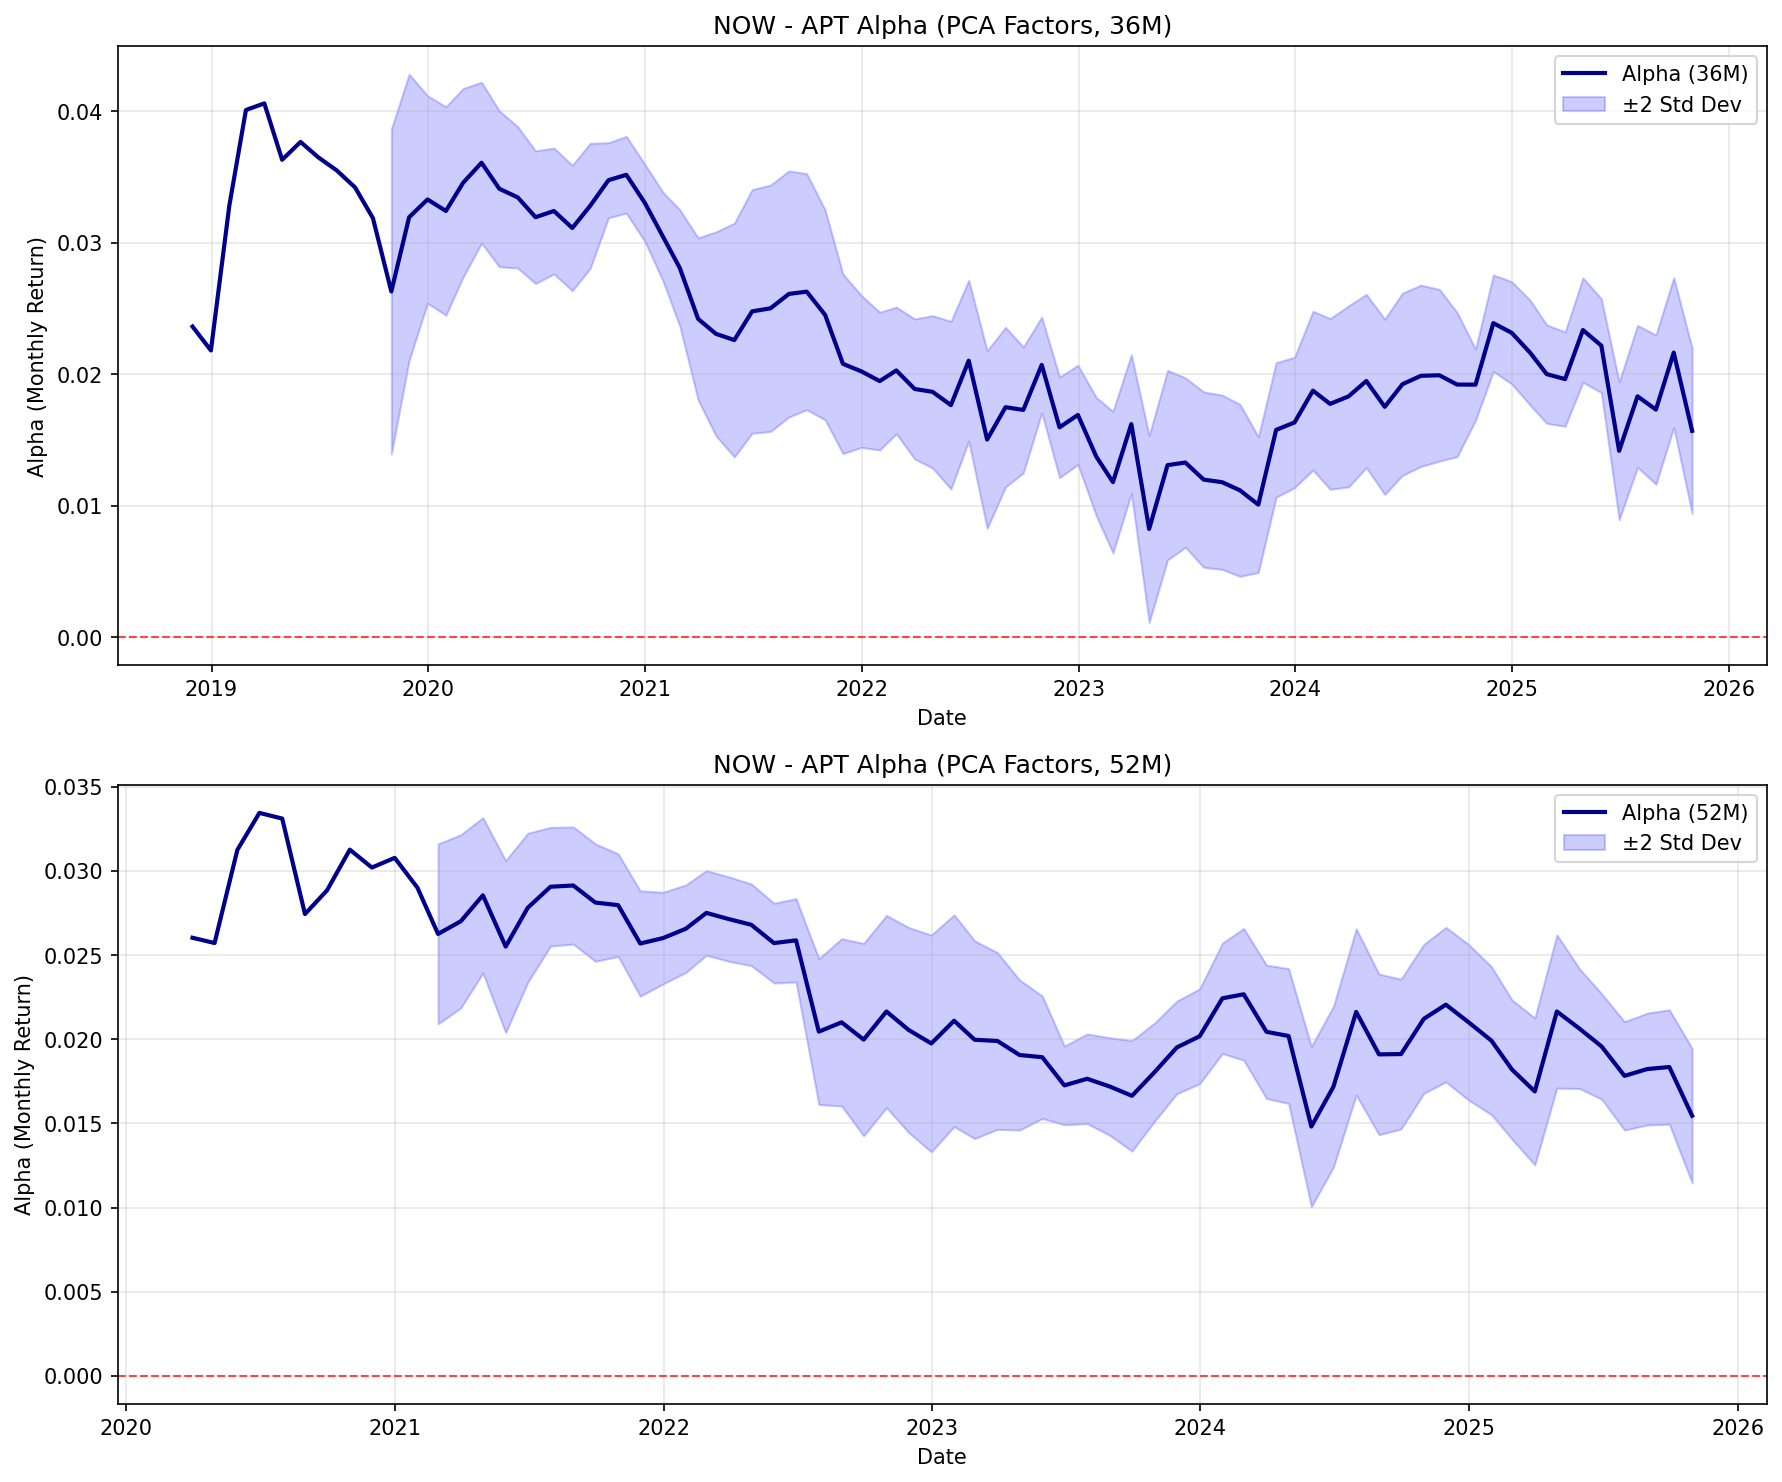 NOW - APT Alpha (PCA Factors, 36M)
Alpha (36M)
±2 Std Dev
Alpha (Monthly Return)
0.04
0.03
0.02
0.01
0.00
2019 2020 2021 2022 2023 2024 2025 2026
Date
NOW - APT Alpha (PCA Factors, 52M)
Alpha (52M)
±2 Std Dev
Alpha (Monthly Return)
0.035
0.030
0.025
0.020
0.015
0.010
0.005
0.000
2020 2021 2022 2023 2024 2025 2026
Date